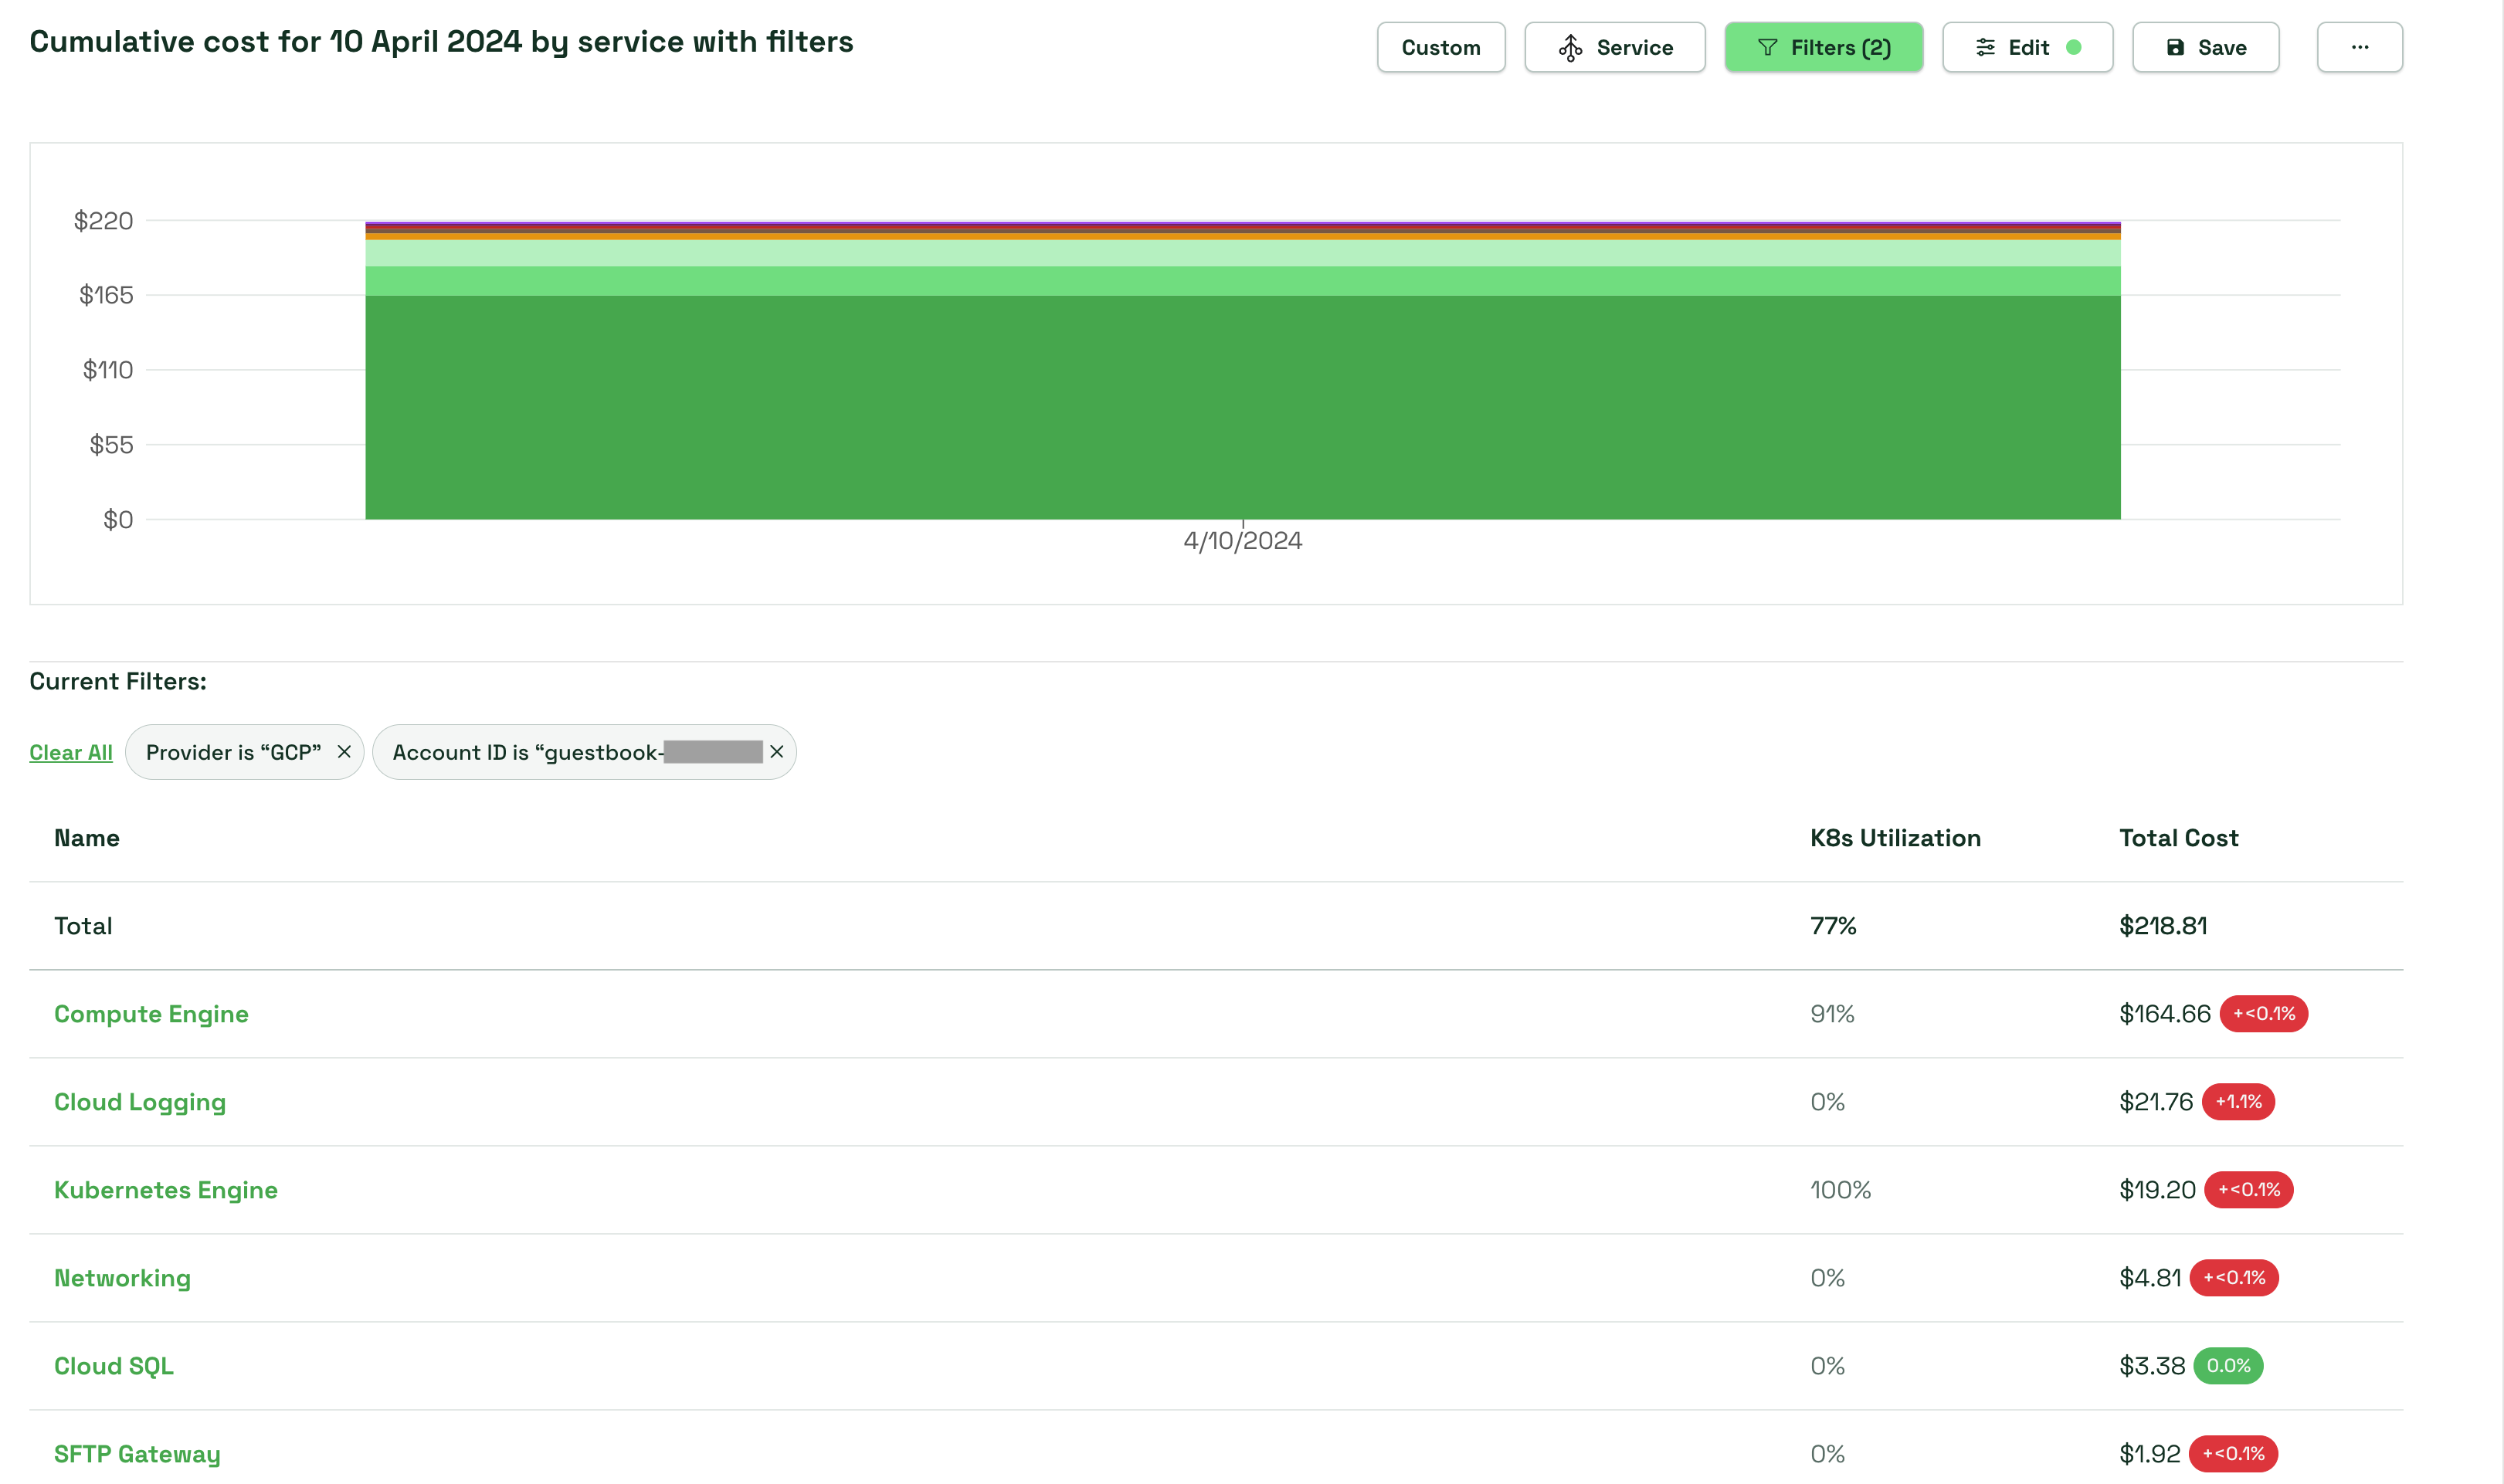 Cumulative cost for 10 April 2024 by service with filters
Custom
Service
Filters (2)
Edit
Save
...
$220
$165
$110
$55
$0
4/10/2024
Current Filters:
Clear All
Provider is “GCP” ×
Account ID is “guestbook- ×
Name K8s Utilization Total Cost
Total 77% $218.81
Compute Engine 91% $164.66 +<0.1%
Cloud Logging 0% $21.76 +1.1%
Kubernetes Engine 100% $19.20 +<0.1%
Networking 0% $4.81 +<0.1%
Cloud SQL 0% $3.38 0.0%
SFTP Gateway 0% $1.92 +<0.1%